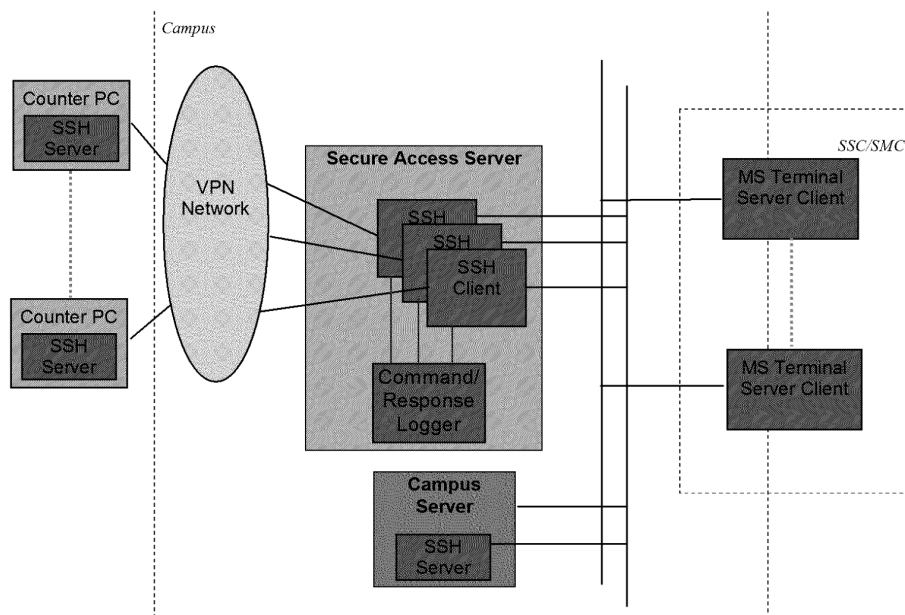 Campus
Counter PC
SSH
Server
VPN
Network
Secure Access Server
SSH
SSH
SSH
Client
SSC/SMC
MS Terminal
Server Client
Counter PC
SSH
Server
Command/
Response
Logger
MS Terminal
Server Client
Campus
Server
SSH
Server